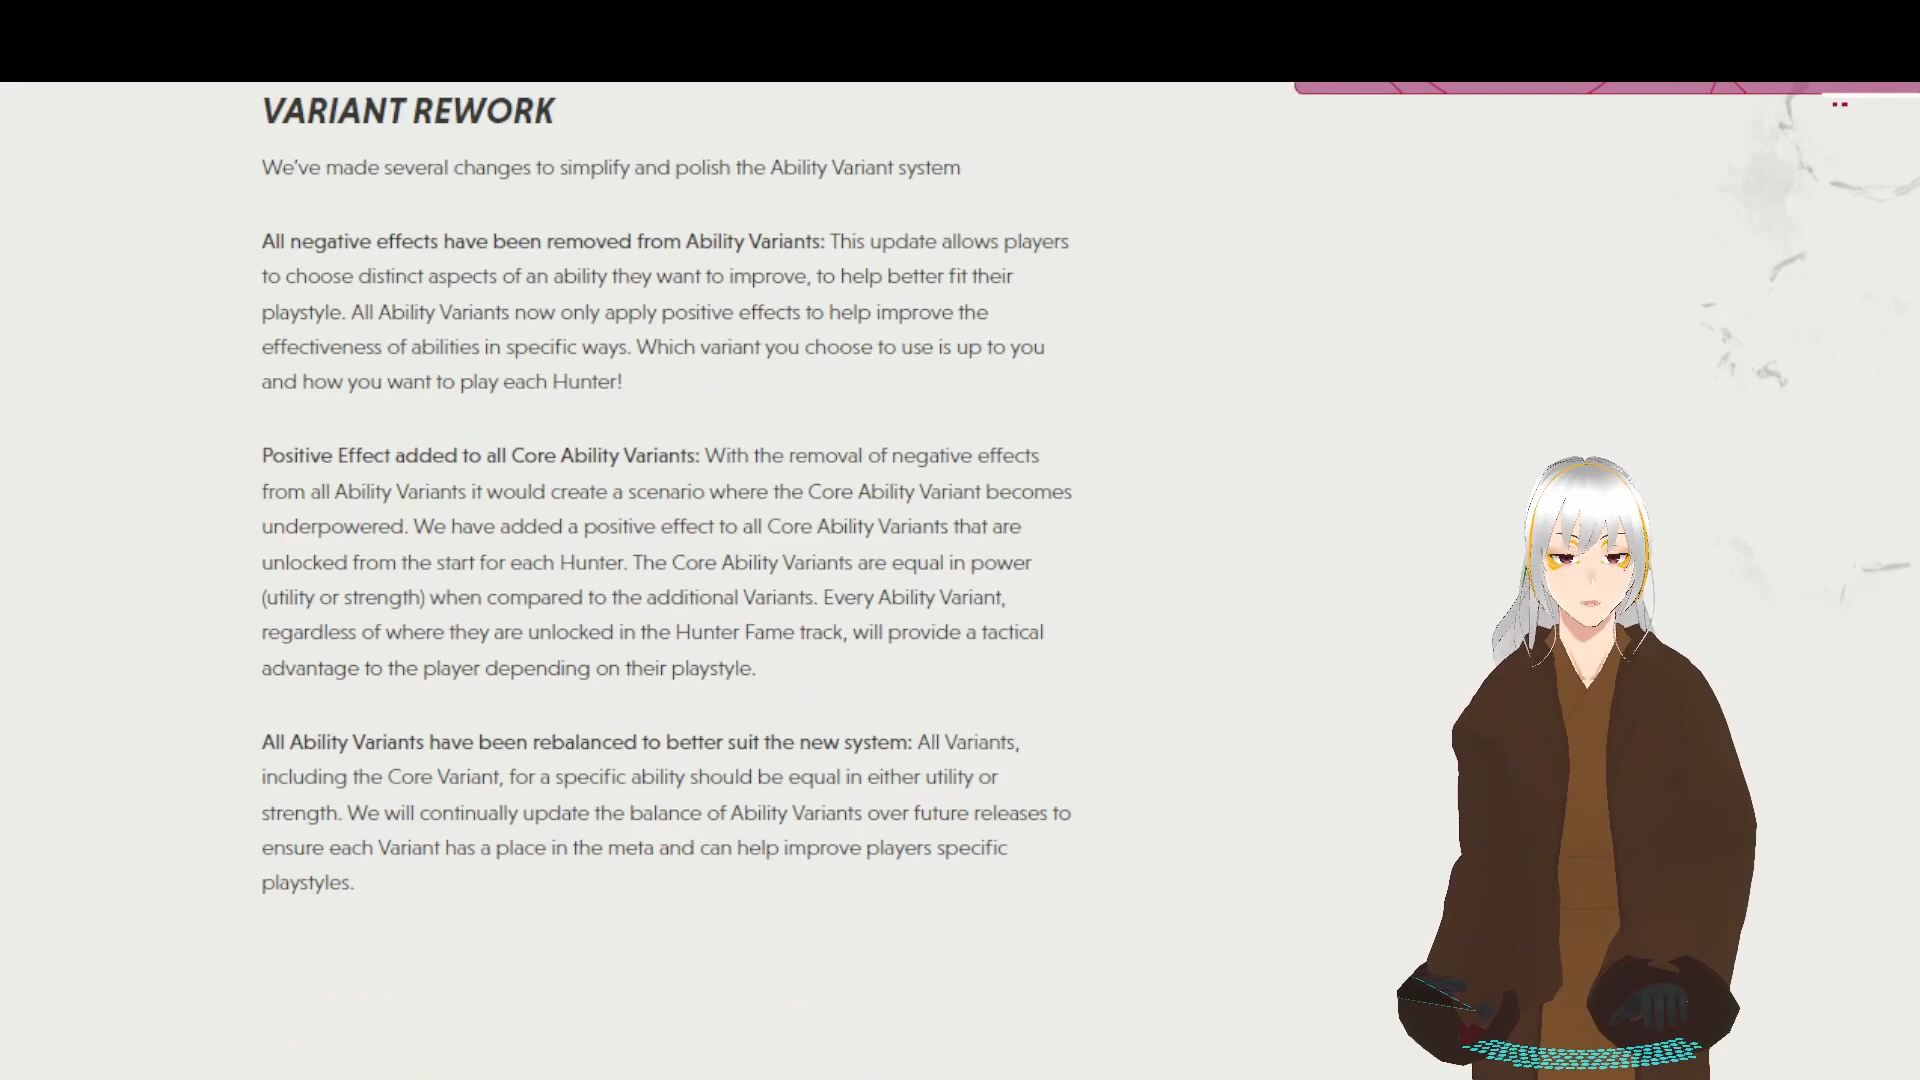 VARIANT REWORK
We've made several changes to simplify and polish the Ability Variant system
All negative effects have been removed from Ability Variants: This update allows players
to choose distinct aspects of an ability they want to improve, to help better fit their
playstyle. All Ability Variants now only apply positive effects to help improve the
effectiveness of abilities in specific ways. Which variant you choose to use is up to you
and how you want to play each Hunter!
Positive Effect added to all Core Ability Variants: With the removal of negative effects
from all Ability Variants it would create a scenario where the Core Ability Variant becomes
underpowered. We have added a positive effect to all Core Ability Variants that are
unlocked from the start for each Hunter. The Core Ability Variants are equal in power
(utility or strength) when compared to the additional Variants. Every Ability Variant,
regardless of where they are unlocked in the Hunter Fame track, will provide a tactical
advantage to the player depending on their playstyle.
All Ability Variants have been rebalanced to better suit the new system: All Variants,
including the Core Variant, for a specific ability should be equal in either utility or
strength. We will continually update the balance of Ability Variants over future releases to
ensure each Variant has a place in the meta and can help improve players specific
playstyles.